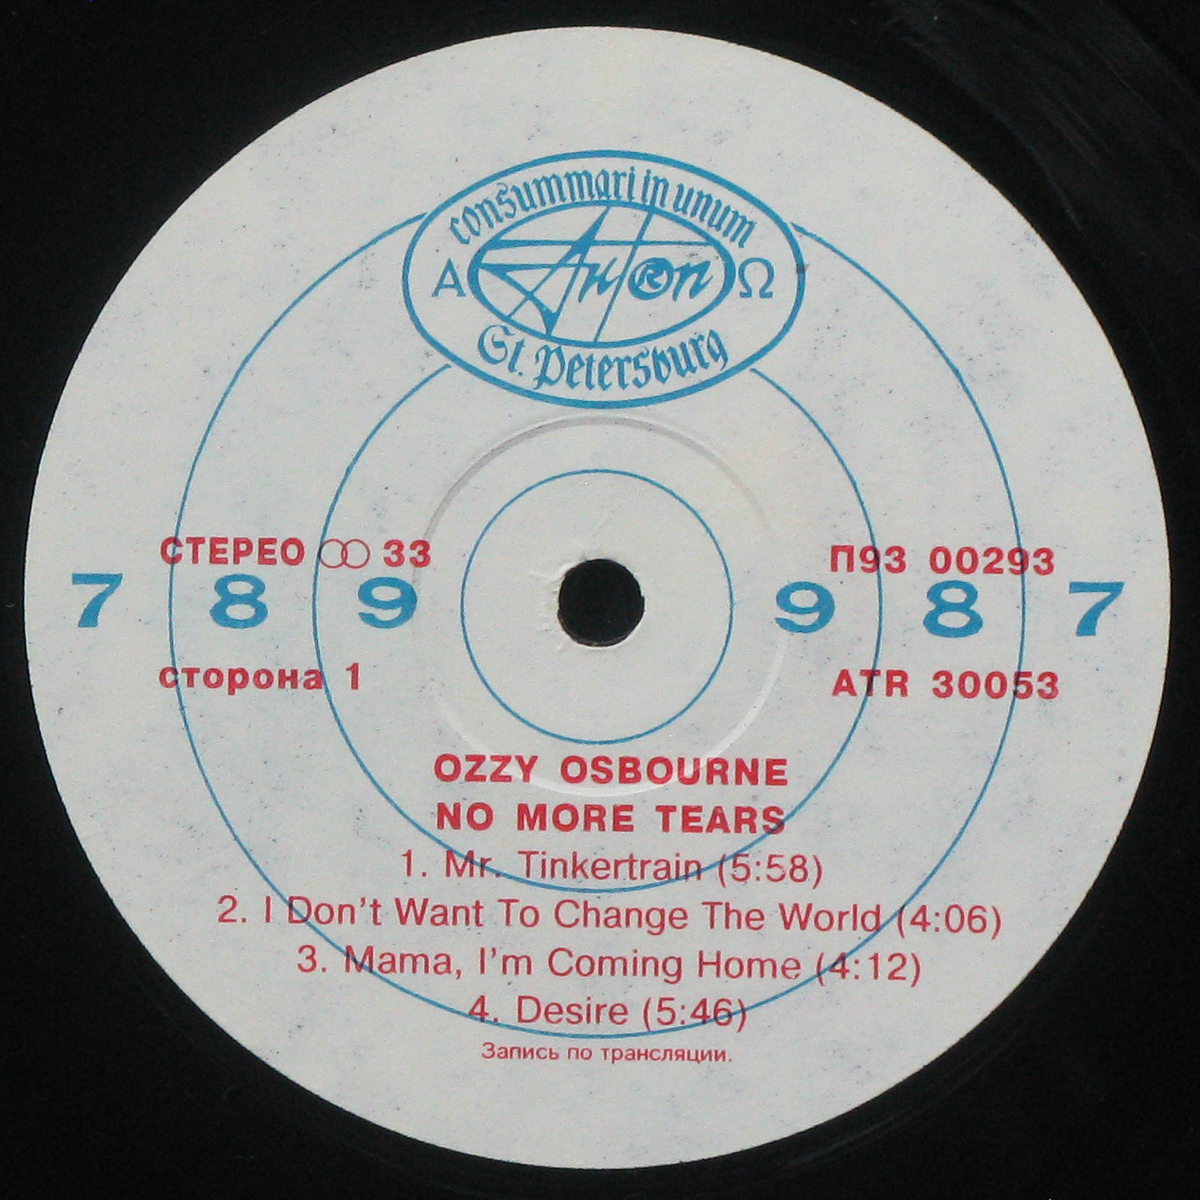 consummari in unum
Α AnTrop ® Ω
St. Petersburg
СТЕРЕО 33
П93 00293
7 8 9
9 8 7
сторона 1
ATR 30053
OZZY OSBOURNE
NO MORE TEARS
1. Mr. Tinkertrain (5:58)
2. I Don't Want To Change The World (4:06)
3. Mama, I'm Coming Home (4:12)
4. Desire (5:46)
Запись по трансляции.